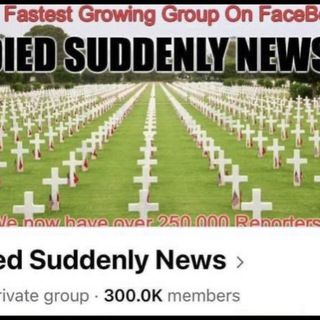 Fastest Growing Group On FaceBo
DIED SUDDENLY NEWS
We now have over 250,000 Reporters
ed Suddenly News >
rivate group · 300.0K members